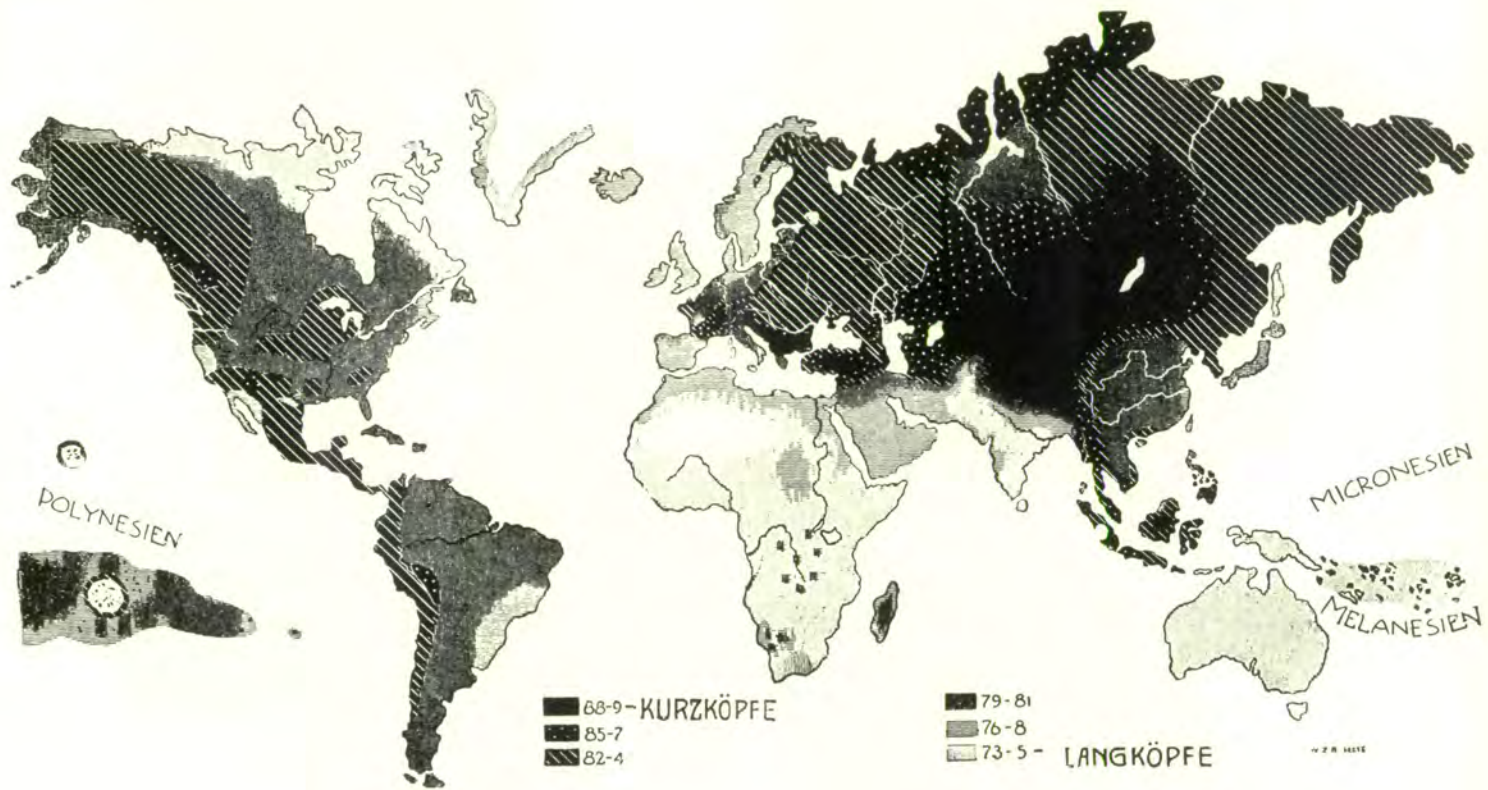 MICRONESIEN
POLYNESIEN
MELANESIEN
88-9 - KURZKÖPFE
85-7
82-4
79-81
76-8
73-5 - LANGKÖPFE